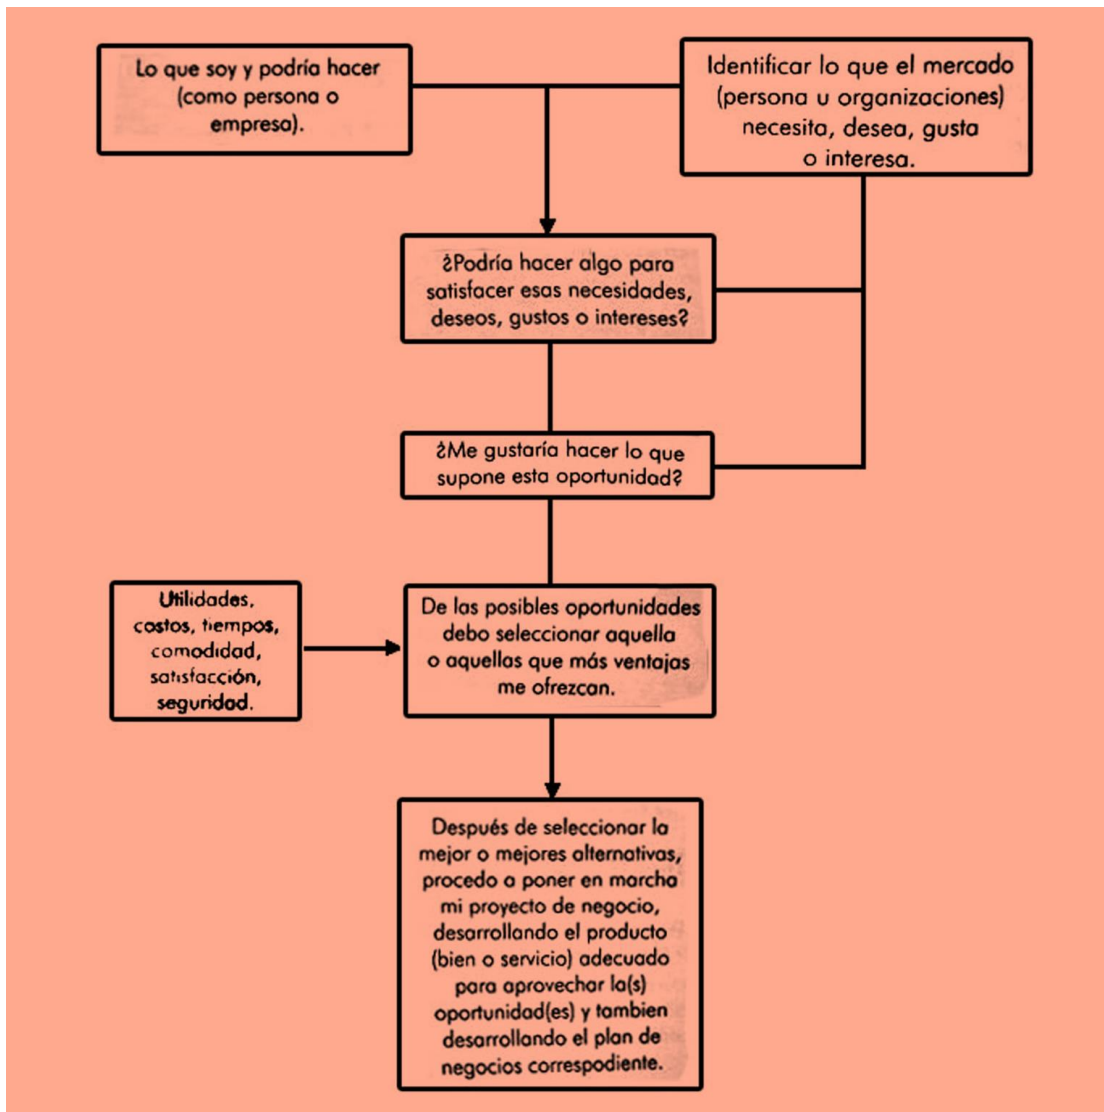 Lo que soy y podría hacer
(como persona o
empresa).
Identificar lo que el mercado
(persona u organizaciones)
necesita, desea, gusta
o interesa.
¿Podría hacer algo para
satisfacer esas necesidades,
deseos, gustos o intereses?
¿Me gustaría hacer lo que
supone esta oportunidad?
Utilidades,
costos, tiempos,
comodidad,
satisfacción,
seguridad.
De las posibles oportunidades
debo seleccionar aquella
o aquellas que más ventajas
me ofrezcan.
Después de seleccionar la
mejor o mejores alternativas,
procedo a poner en marcha
mi proyecto de negocio,
desarrollando el producto
(bien o servicio) adecuado
para aprovechar la(s)
oportunidad(es) y tambien
desarrollando el plan de
negocios correspodiente.